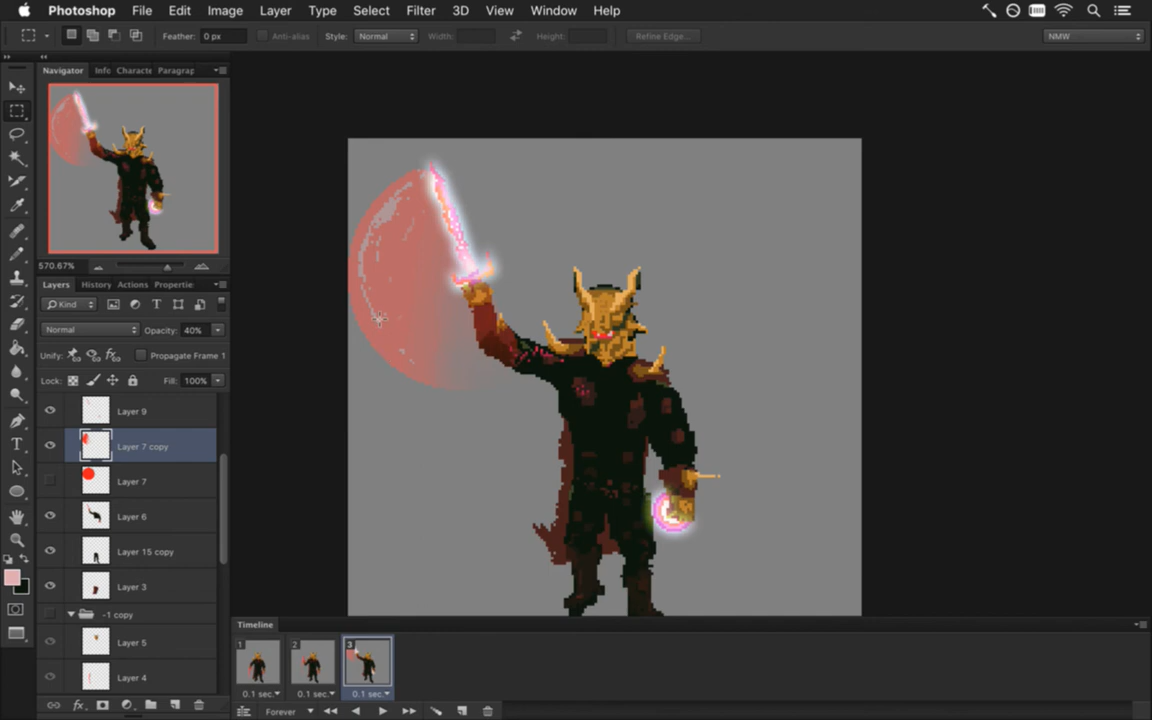 Photoshop File Edit Image Layer Type Select Filter 3D View Window Help
Feather: 0 px Anti-alias Style: Normal Width: Height: Refine Edge... NMW
Navigator Info Characte Paragrap
570.67%
Layers History Actions Propertie
Kind
Normal Opacity: 40%
Unify: Propagate Frame 1
Lock: Fill: 100%
Layer 9
Layer 7 copy
Layer 7
Layer 6
Layer 15 copy
Layer 3
-1 copy
Layer 5
Layer 4
Timeline
1 2 3
0.1 sec. 0.1 sec. 0.1 sec.
Forever